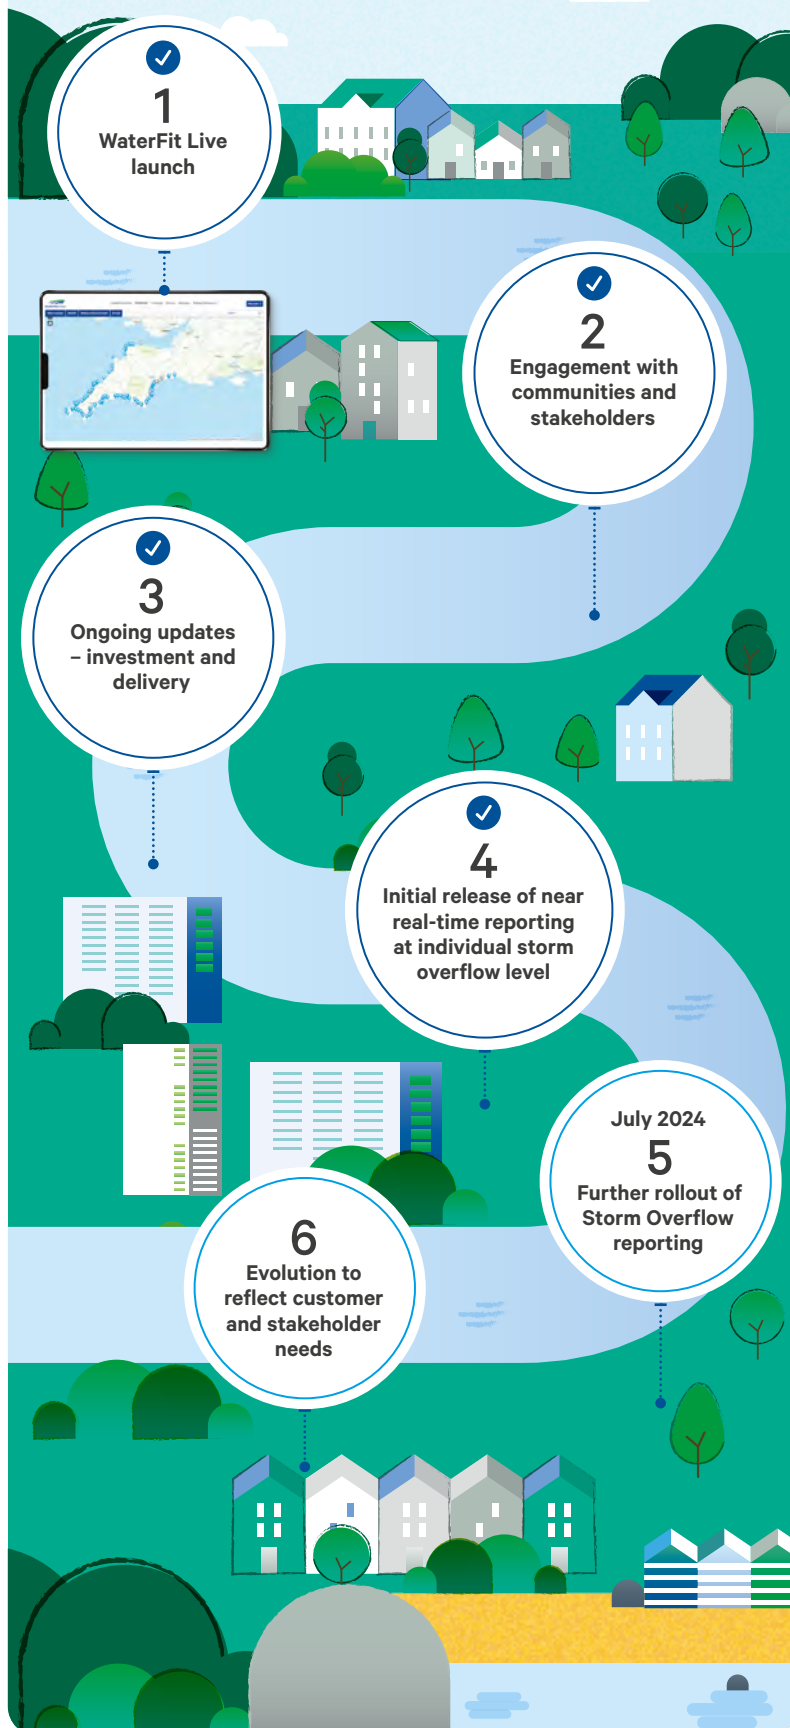 1
WaterFit Live
launch
2
Engagement with
communities and
stakeholders
3
Ongoing updates
– investment and
delivery
4
Initial release of near
real-time reporting
at individual storm
overflow level
July 2024
5
Further rollout of
Storm Overflow
reporting
6
Evolution to
reflect customer
and stakeholder
needs